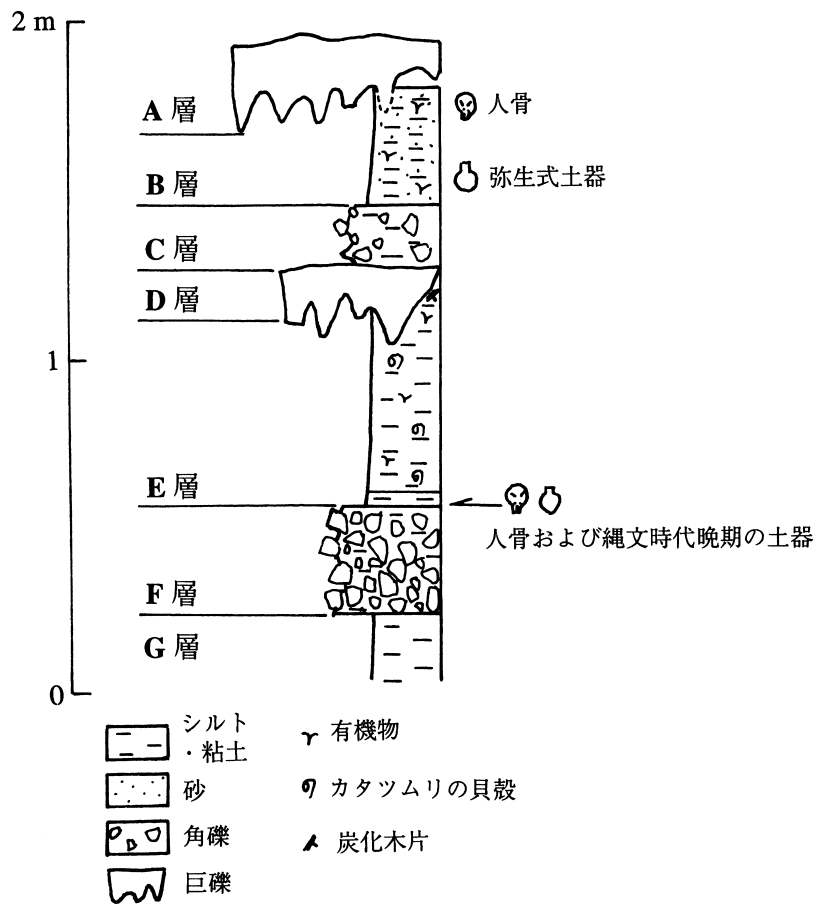 2 m
A 層
人骨
B 層
弥生式土器
C 層
D 層
1
E 層
人骨および縄文時代晩期の土器
F 層
G 層
0
シルト
・粘土
有機物
砂
カタツムリの貝殻
角礫
炭化木片
巨礫